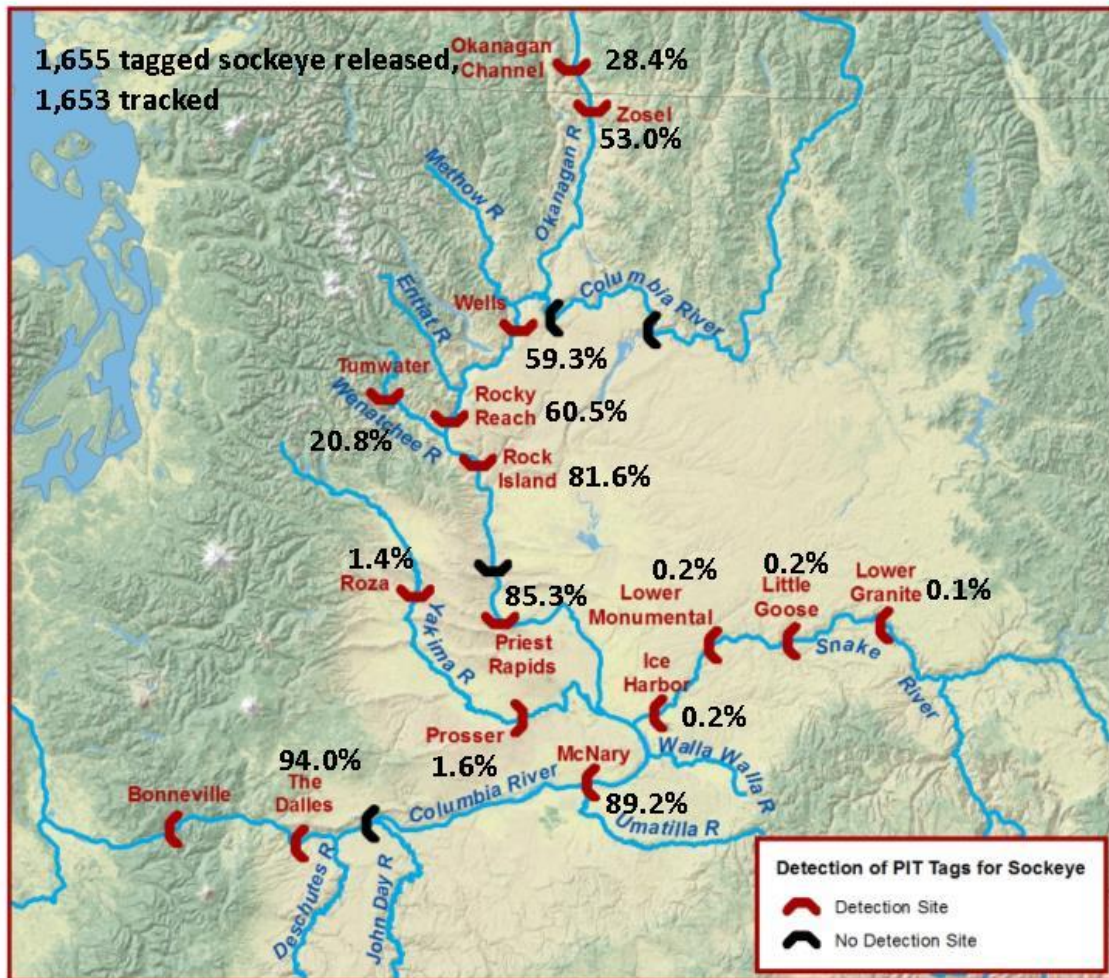 1,655 tagged sockeye released,
1,653 tracked
Okanagan
Channel
28.4%
Zosel
53.0%
Okanagan R
Methow R
Entiat R
Columbia River
Wells
59.3%
Tumwater
Wenatchee R
20.8%
Rocky
Reach
60.5%
Rock
Island
81.6%
1.4%
Roza
Yakima R
85.3%
Priest
Rapids
0.2%
Lower
Monumental
0.2%
Little
Goose
Lower
Granite
0.1%
Snake
River
Ice
Harbor
0.2%
Prosser
1.6%
McNary
89.2%
Walla Walla R
Umatilla R
94.0%
The
Dalles
Bonneville
Columbia River
Deschutes R
John Day R
Detection of PIT Tags for Sockeye
Detection Site
No Detection Site